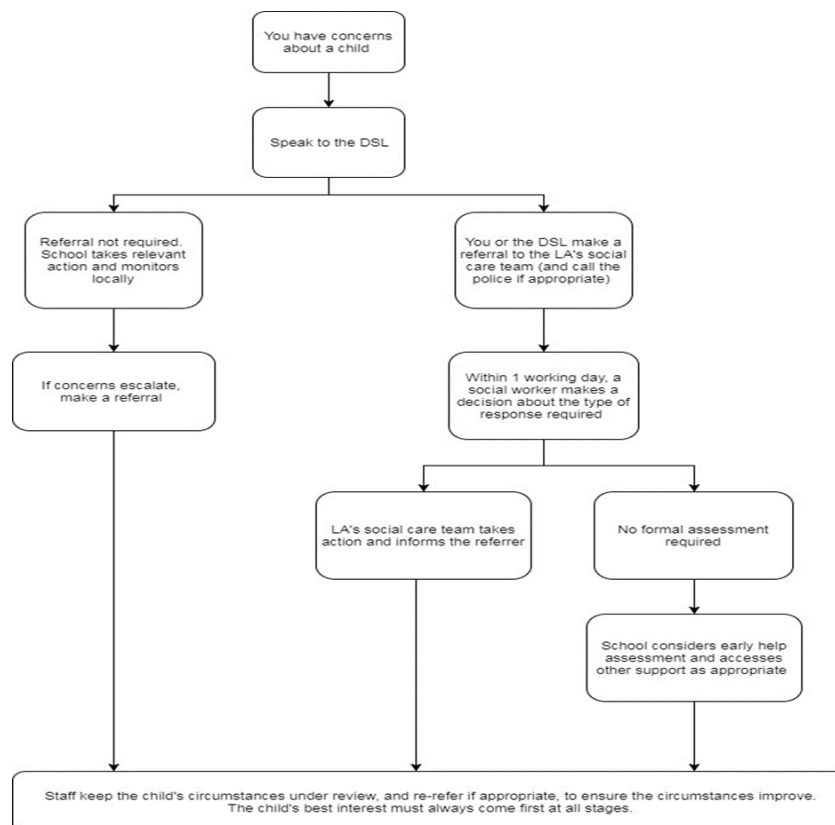 You have concerns
about a child
Speak to the DSL
Referral not required.
School takes relevant
action and monitors
locally
You or the DSL make a
referral to the LA's social
care team (and call the
police if appropriate)
If concerns escalate,
make a referral
Within 1 working day, a
social worker makes a
decision about the type of
response required
LA's social care team takes
action and informs the referrer
No formal assessment
required
School considers early help
assessment and accesses
other support as appropriate
Staff keep the child's circumstances under review, and re-refer if appropriate, to ensure the circumstances improve.
The child's best interest must always come first at all stages.